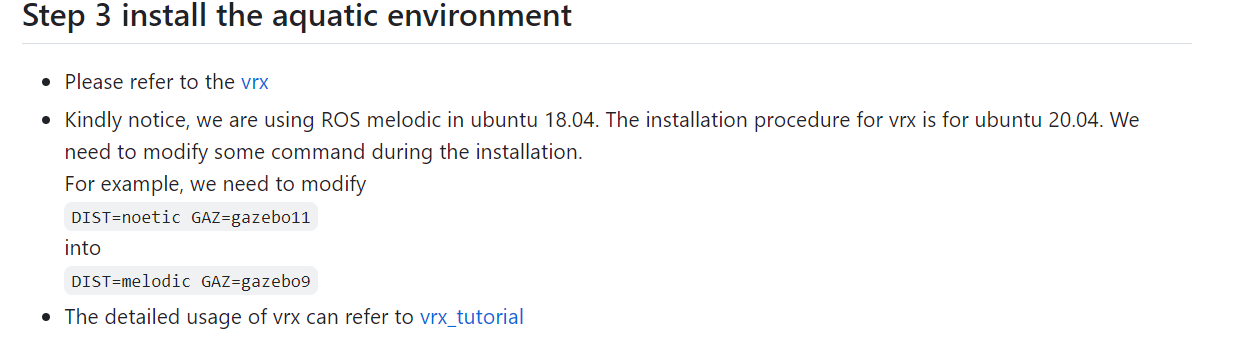 Step 3 install the aquatic environment
Please refer to the vrx
Kindly notice, we are using ROS melodic in ubuntu 18.04. The installation procedure for vrx is for ubuntu 20.04. We
need to modify some command during the installation.
For example, we need to modify
DIST=noetic GAZ=gazebo11
into
DIST=melodic GAZ=gazebo9
The detailed usage of vrx can refer to vrx_tutorial